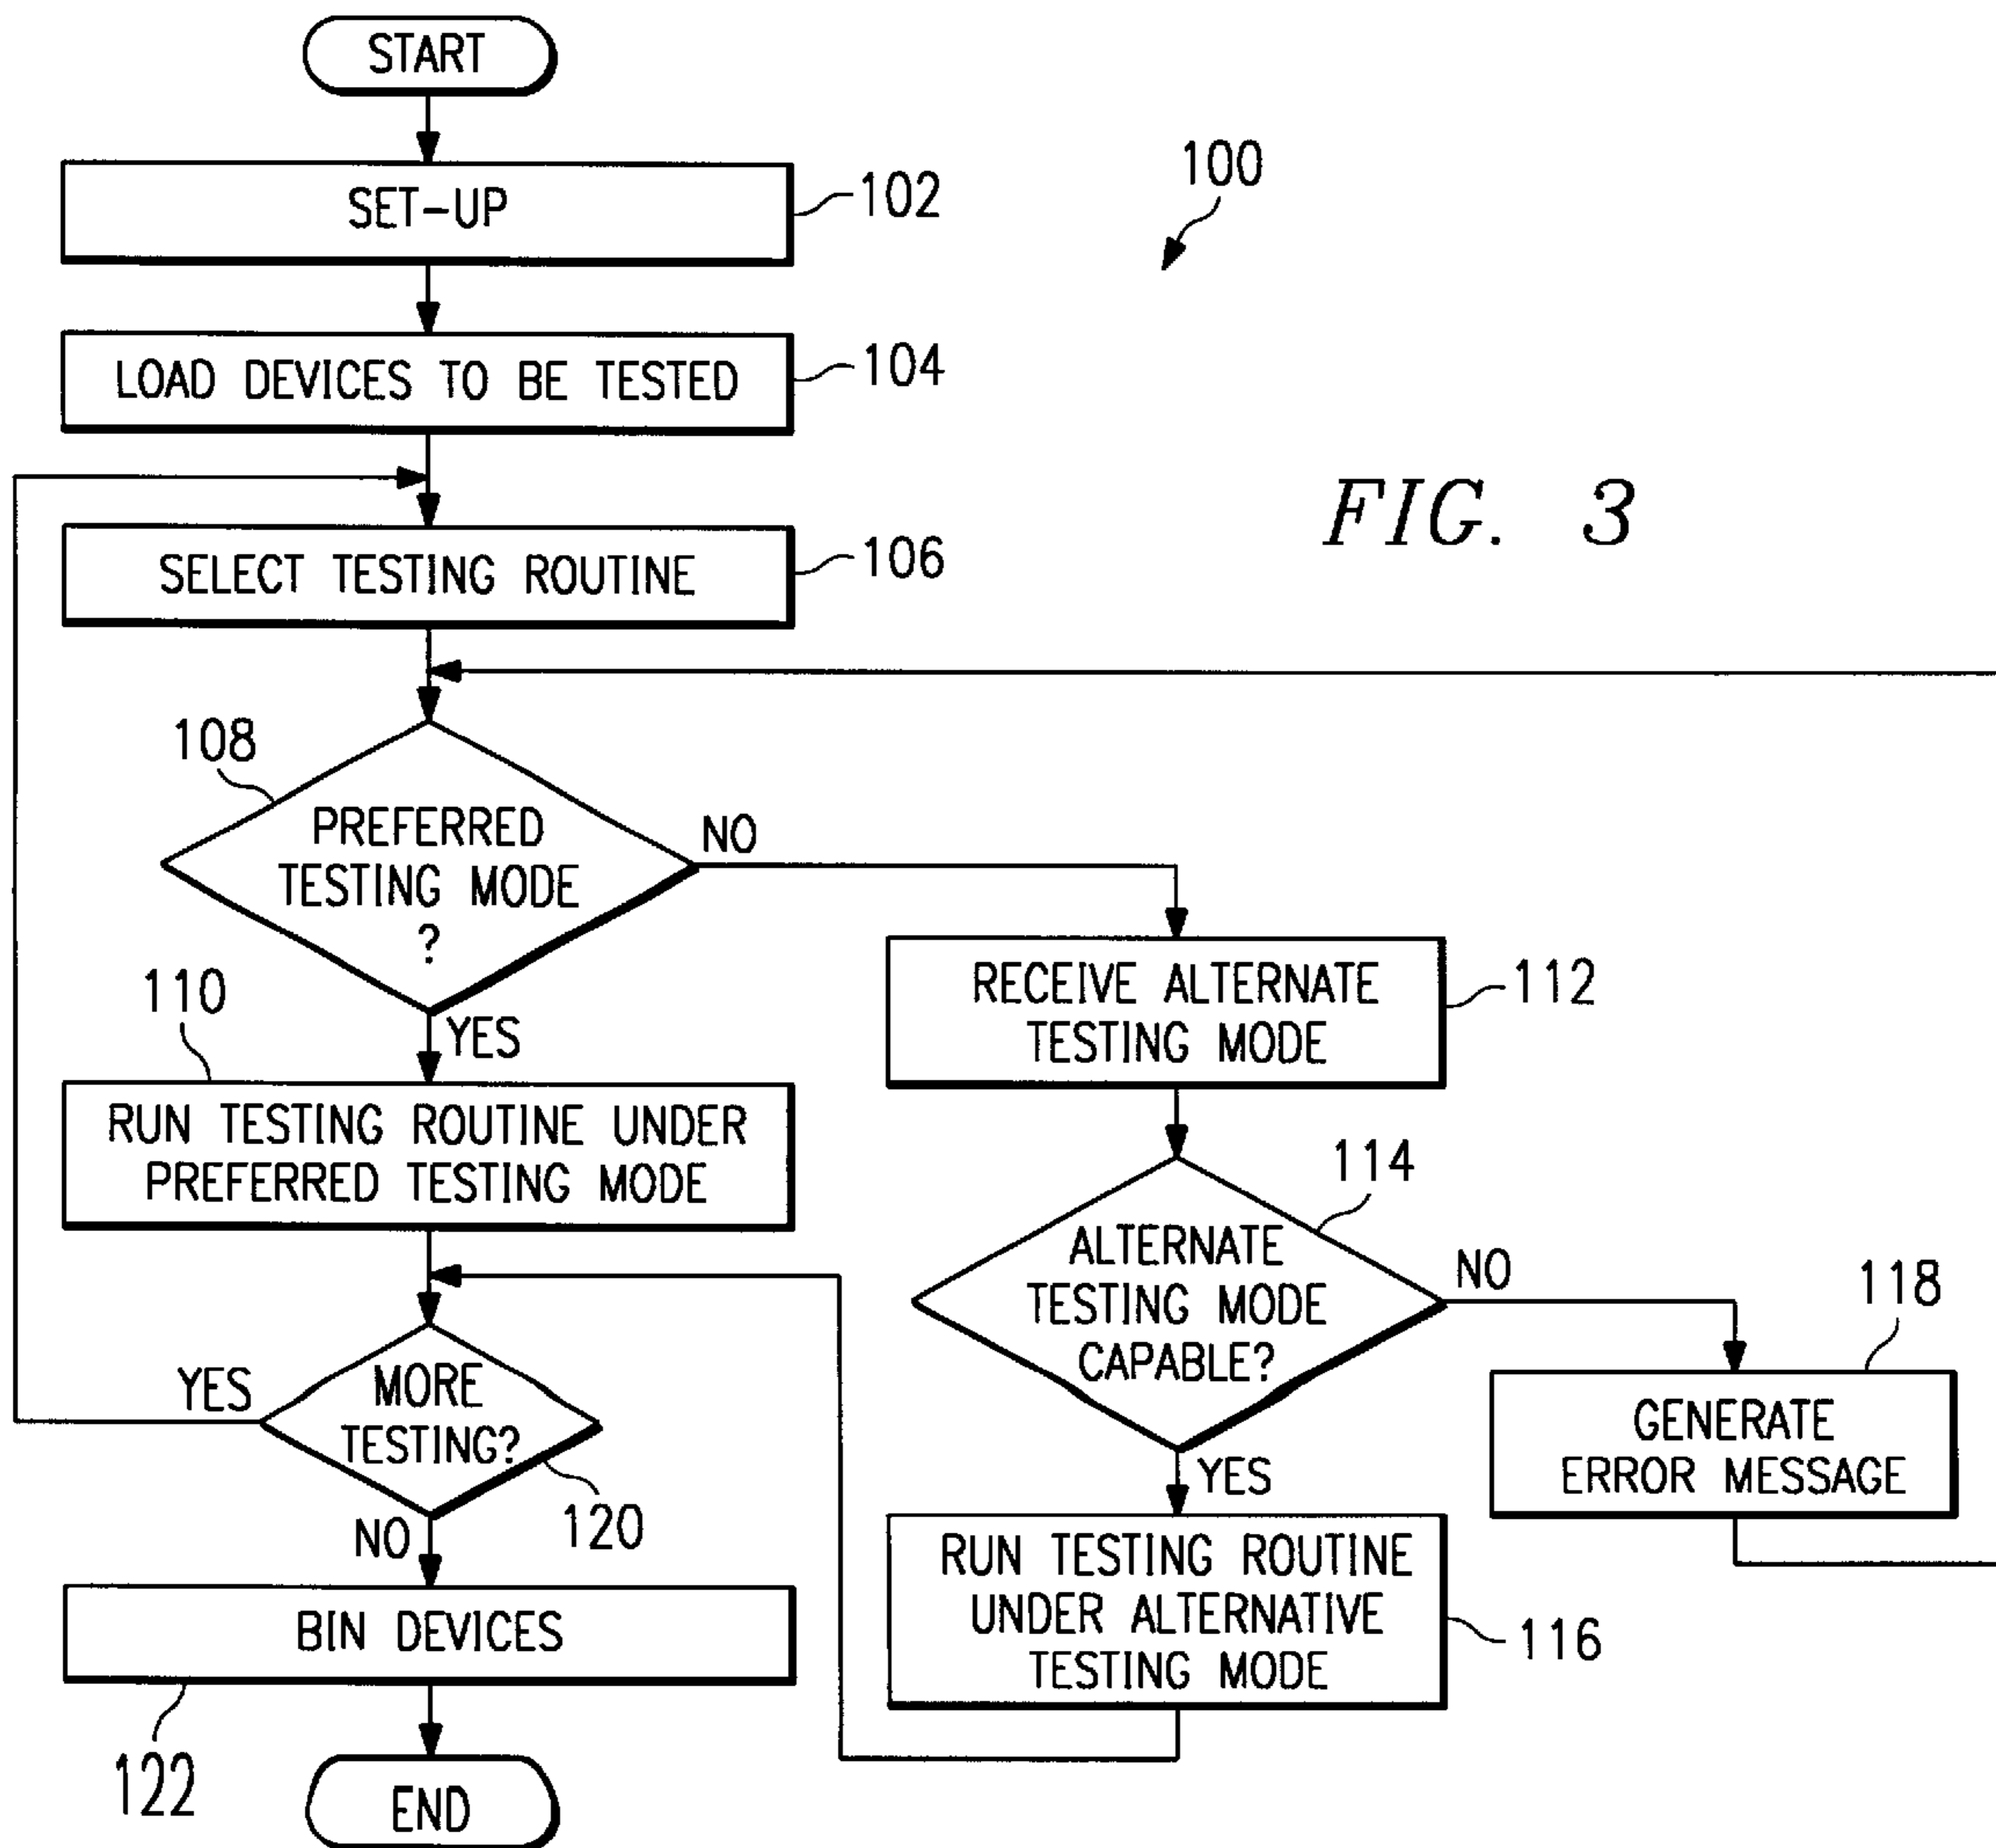 START
SET-UP
102
100
LOAD DEVICES TO BE TESTED
104
FIG. 3
SELECT TESTING ROUTINE
106
108
PREFERRED
TESTING MODE
?
NO
YES
110
RUN TESTING ROUTINE UNDER
PREFERRED TESTING MODE
RECEIVE ALTERNATE
TESTING MODE
112
114
ALTERNATE
TESTING MODE
CAPABLE?
NO
YES
118
GENERATE
ERROR MESSAGE
MORE
TESTING?
YES
NO
120
RUN TESTING ROUTINE
UNDER ALTERNATIVE
TESTING MODE
116
BIN DEVICES
122
END